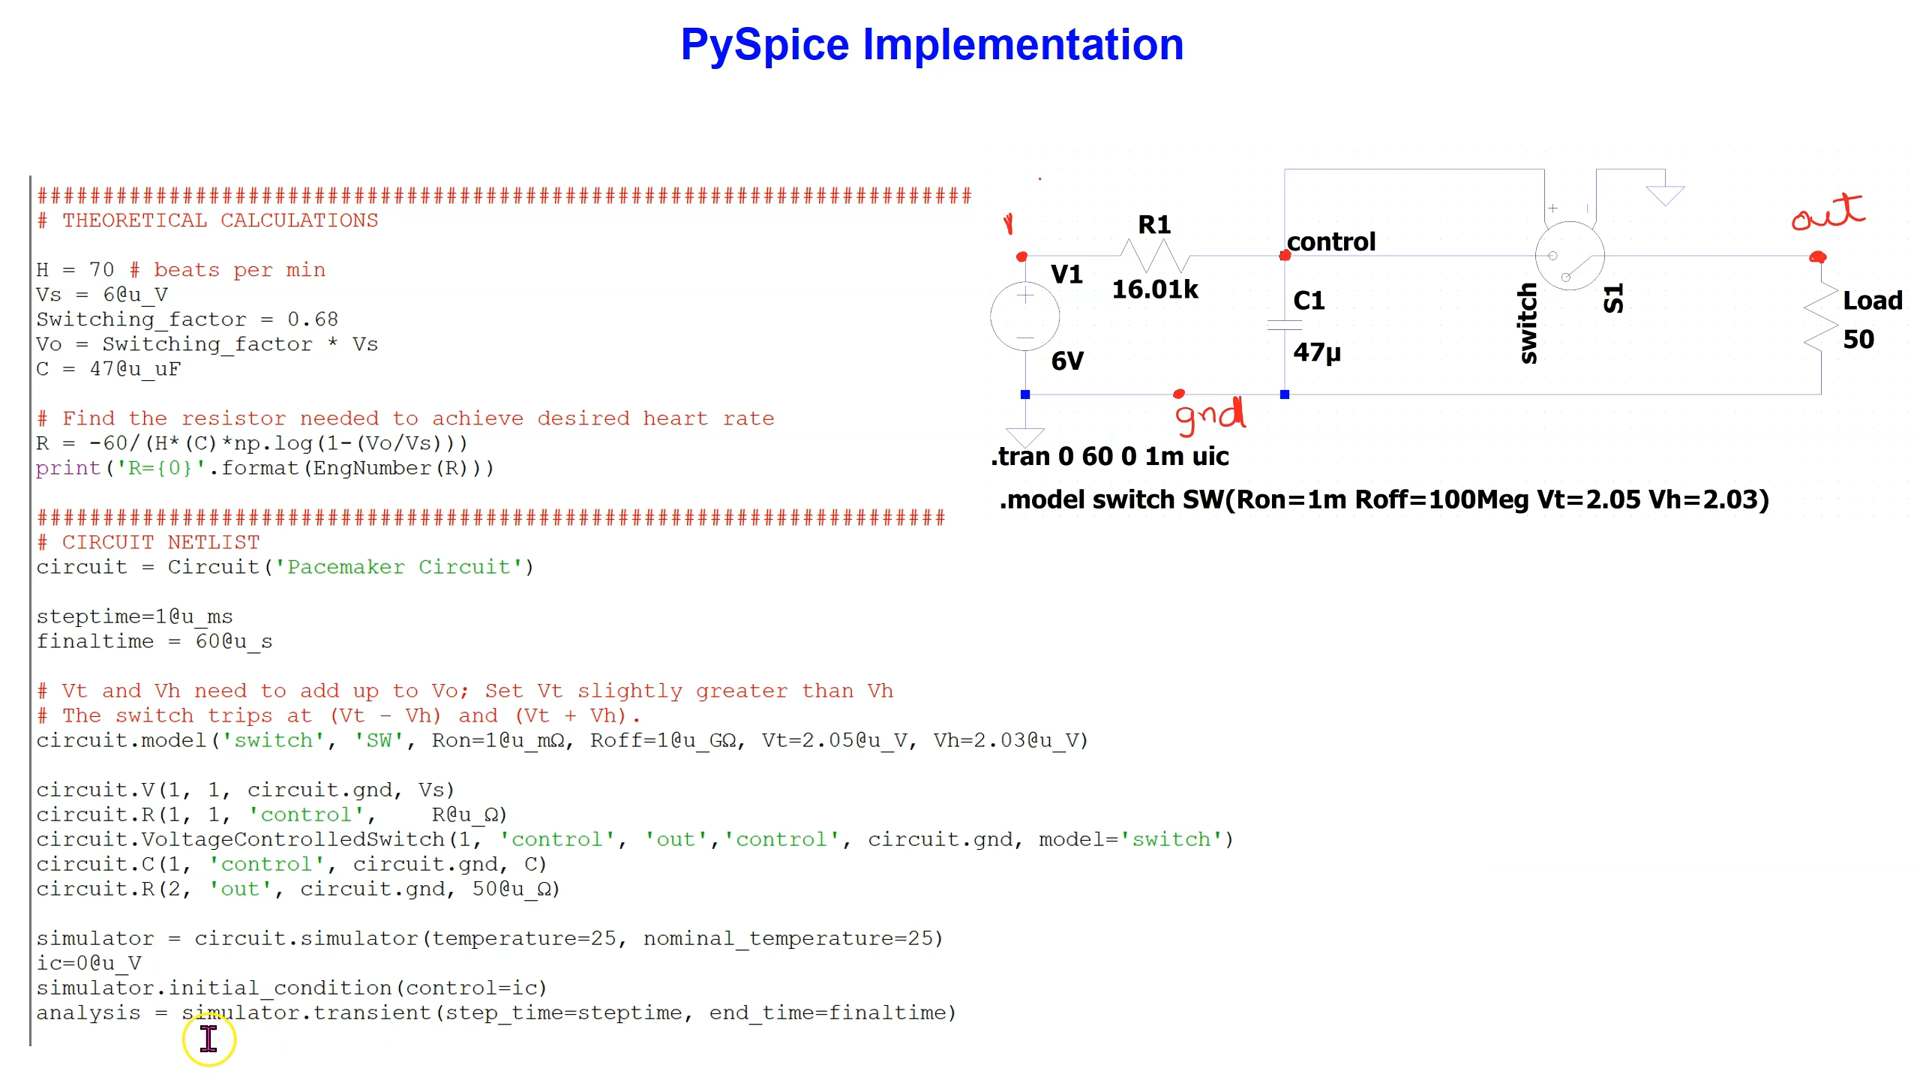 PySpice Implementation
#######################################################################
# THEORETICAL CALCULATIONS
H = 70 # beats per min
Vs = 6@u_V
Switching_factor = 0.68
Vo = Switching_factor * Vs
C = 47@u_uF
# Find the resistor needed to achieve desired heart rate
R = -60/(H*(C)*np.log(1-(Vo/Vs)))
print('R={0}'.format(EngNumber(R)))
#####################################################################
# CIRCUIT NETLIST
circuit = Circuit('Pacemaker Circuit')
steptime=1@u_ms
finaltime = 60@u_s
# Vt and Vh need to add up to Vo; Set Vt slightly greater than Vh
# The switch trips at (Vt - Vh) and (Vt + Vh).
circuit.model('switch', 'SW', Ron=1@u_mΩ, Roff=1@u_GΩ, Vt=2.05@u_V, Vh=2.03@u_V)
circuit.V(1, 1, circuit.gnd, Vs)
circuit.R(1, 1, 'control', R@u_Ω)
circuit.VoltageControlledSwitch(1, 'control', 'out','control', circuit.gnd, model='switch')
circuit.C(1, 'control', circuit.gnd, C)
circuit.R(2, 'out', circuit.gnd, 50@u_Ω)
simulator = circuit.simulator(temperature=25, nominal_temperature=25)
ic=0@u_V
simulator.initial_condition(control=ic)
analysis = simulator.transient(step_time=steptime, end_time=finaltime)
1
V1
6V
R1
16.01k
control
C1
47µ
gnd
switch
S1
out
Load
50
.tran 0 60 0 1m uic
.model switch SW(Ron=1m Roff=100Meg Vt=2.05 Vh=2.03)